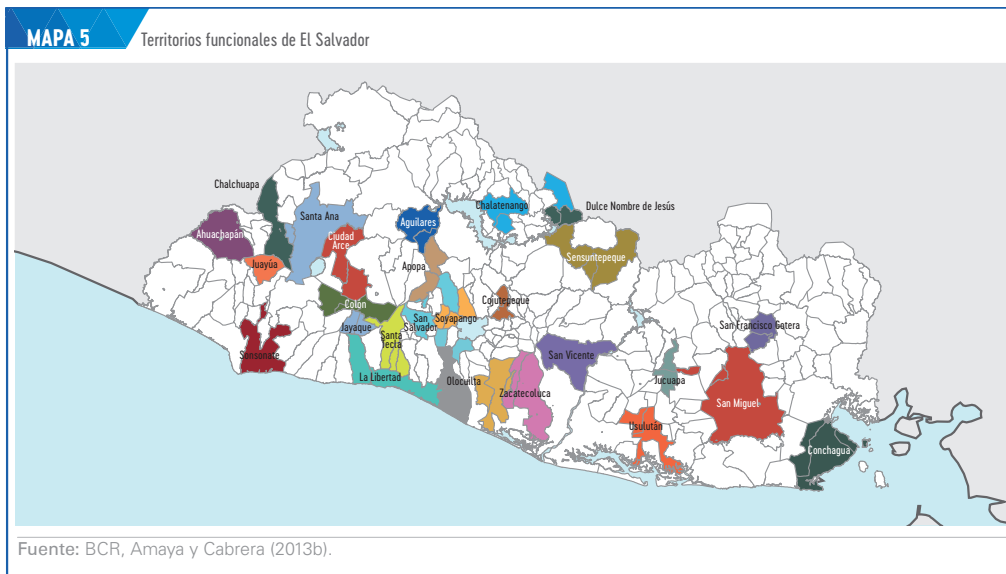 MAPA 5
Territorios funcionales de El Salvador
Chalchuapa
Santa Ana
Ahuachapán
Ciudad
Arce
Juayúa
Aguilares
Chalatenango
Dulce Nombre de Jesús
Sensuntepeque
Apopa
Colón
Jayaque
Santa
Tecla
San
Salvador
Soyapango
Cojutepeque
Sonsonate
La Libertad
Olocuilta
Zacatecoluca
San Vicente
Jucuapa
San Francisco Gotera
San Miguel
Usulután
Conchagua
Fuente: BCR, Amaya y Cabrera (2013b).